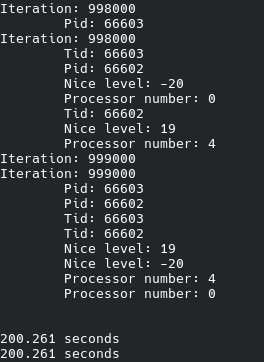 Iteration: 998000
Pid: 66603
Iteration: 998000
Tid: 66603
Pid: 66602
Nice level: -20
Processor number: 0
Tid: 66602
Nice level: 19
Processor number: 4
Iteration: 999000
Iteration: 999000
Pid: 66603
Pid: 66602
Tid: 66603
Tid: 66602
Nice level: 19
Nice level: -20
Processor number: 4
Processor number: 0
200.261 seconds
200.261 seconds